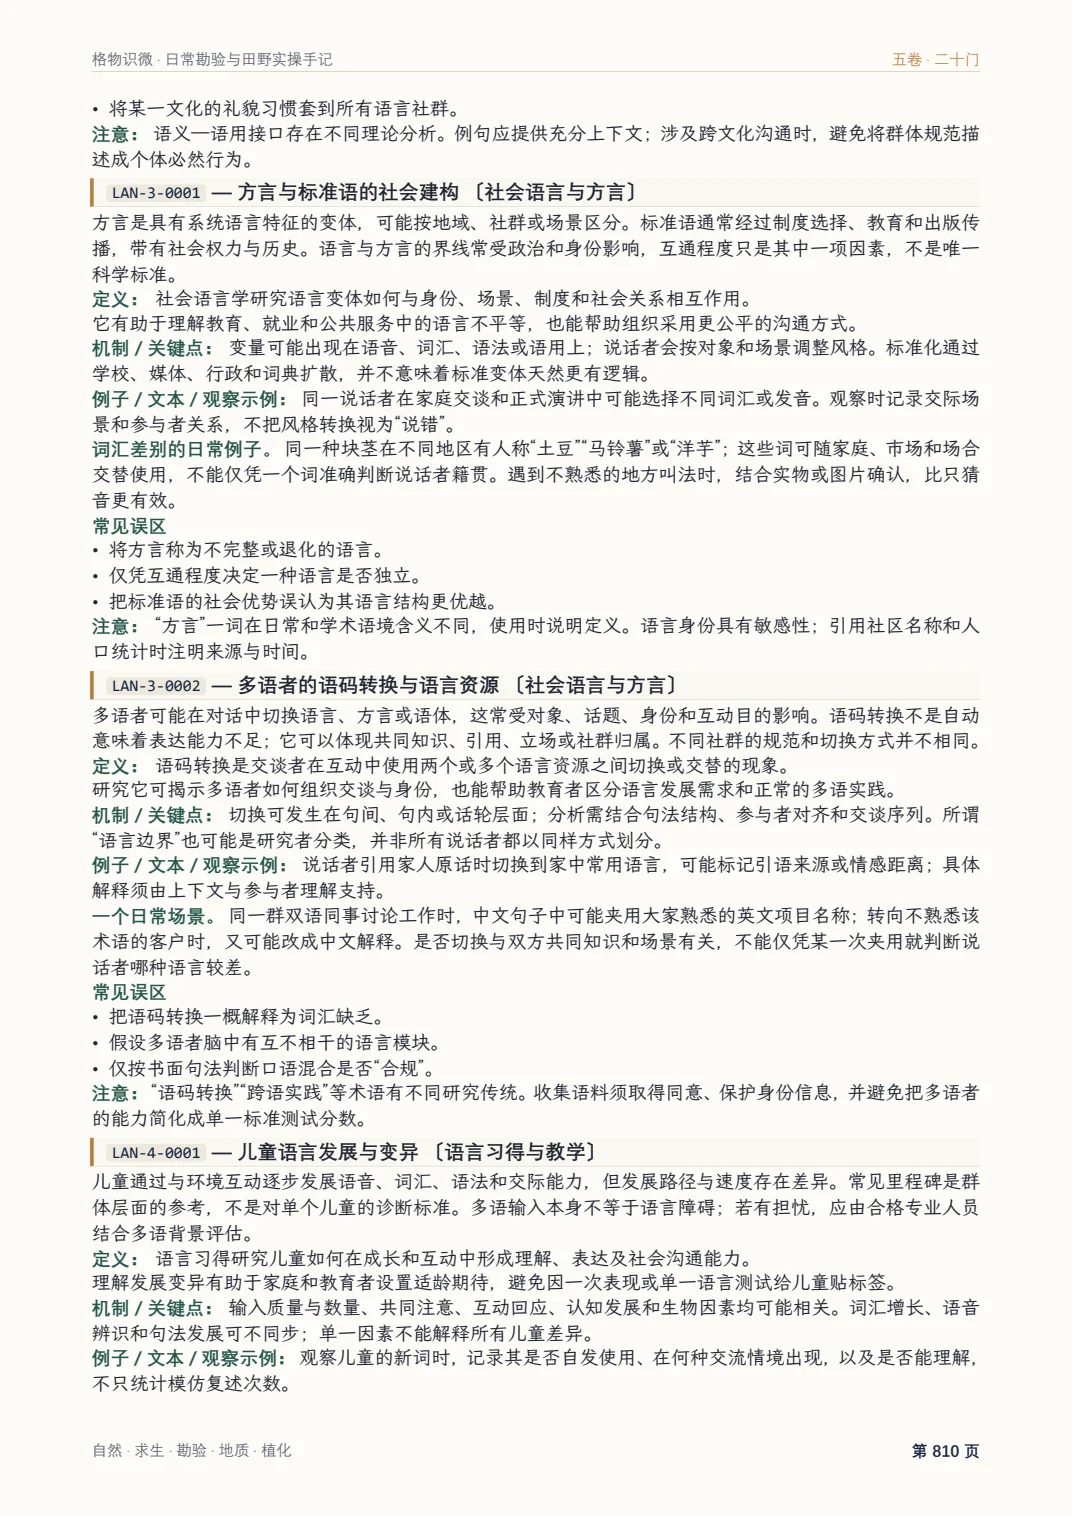 格物识微 · 日常勘验与田野实操手记
五卷 · 二十门
• 将某一文化的礼貌习惯套到所有语言社群。
注意： 语义—语用接口存在不同理论分析。例句应提供充分上下文；涉及跨文化沟通时，避免将群体规范描
述成个体必然行为。
LAN-3-0001 — 方言与标准语的社会建构 〔社会语言与方言〕
方言是具有系统语言特征的变体，可能按地域、社群或场景区分。标准语通常经过制度选择、教育和出版传
播，带有社会权力与历史。语言与方言的界线常受政治和身份影响，互通程度只是其中一项因素，不是唯一
科学标准。
定义： 社会语言学研究语言变体如何与身份、场景、制度和社会关系相互作用。
它有助于理解教育、就业和公共服务中的语言不平等，也能帮助组织采用更公平的沟通方式。
机制 / 关键点： 变量可能出现在语音、词汇、语法或语用上；说话者会按对象和场景调整风格。标准化通过
学校、媒体、行政和词典扩散，并不意味着标准变体天然更有逻辑。
例子 / 文本 / 观察示例： 同一说话者在家庭交谈和正式演讲中可能选择不同词汇或发音。观察时记录交际场
景和参与者关系，不把风格转换视为“说错”。
词汇差别的日常例子。 同一种块茎在不同地区有人称“土豆”“马铃薯”或“洋芋”；这些词可随家庭、市场和场合
交替使用，不能仅凭一个词准确判断说话者籍贯。遇到不熟悉的地方叫法时，结合实物或图片确认，比只猜
音更有效。
常见误区
• 将方言称为不完整或退化的语言。
• 仅凭互通程度决定一种语言是否独立。
• 把标准语的社会优势误认为其语言结构更优越。
注意： “方言”一词在日常和学术语境含义不同，使用时说明定义。语言身份具有敏感性；引用社区名称和人
口统计时注明来源与时间。
LAN-3-0002 — 多语者的语码转换与语言资源 〔社会语言与方言〕
多语者可能在对话中切换语言、方言或语体，这常受对象、话题、身份和互动目的影响。语码转换不是自动
意味着表达能力不足；它可以体现共同知识、引用、立场或社群归属。不同社群的规范和切换方式并不相同。
定义： 语码转换是交谈者在互动中使用两个或多个语言资源之间切换或交替的现象。
研究它可揭示多语者如何组织交谈与身份，也能帮助教育者区分语言发展需求和正常的多语实践。
机制 / 关键点： 切换可发生在句间、句内或话轮层面；分析需结合句法结构、参与者对齐和交谈序列。所谓
“语言边界”也可能是研究者分类，并非所有说话者都以同样方式划分。
例子 / 文本 / 观察示例： 说话者引用家人原话时切换到家中常用语言，可能标记引语来源或情感距离；具体
解释须由上下文与参与者理解支持。
一个日常场景。 同一群双语同事讨论工作时，中文句子中可能夹用大家熟悉的英文项目名称；转向不熟悉该
术语的客户时，又可能改成中文解释。是否切换与双方共同知识和场景有关，不能仅凭某一次夹用就判断说
话者哪种语言较差。
常见误区
• 把语码转换一概解释为词汇缺乏。
• 假设多语者脑中有互不相干的语言模块。
• 仅按书面句法判断口语混合是否“合规”。
注意： “语码转换”“跨语实践”等术语有不同研究传统。收集语料须取得同意、保护身份信息，并避免把多语者
的能力简化成单一标准测试分数。
LAN-4-0001 — 儿童语言发展与变异 〔语言习得与教学〕
儿童通过与环境互动逐步发展语音、词汇、语法和交际能力，但发展路径与速度存在差异。常见里程碑是群
体层面的参考，不是对单个儿童的诊断标准。多语输入本身不等于语言障碍；若有担忧，应由合格专业人员
结合多语背景评估。
定义： 语言习得研究儿童如何在成长和互动中形成理解、表达及社会沟通能力。
理解发展变异有助于家庭和教育者设置适龄期待，避免因一次表现或单一语言测试给儿童贴标签。
机制 / 关键点： 输入质量与数量、共同注意、互动回应、认知发展和生物因素均可能相关。词汇增长、语音
辨识和句法发展可不同步；单一因素不能解释所有儿童差异。
例子 / 文本 / 观察示例： 观察儿童的新词时，记录其是否自发使用、在何种交流情境出现，以及是否能理解，
不只统计模仿复述次数。
自然 · 求生 · 勘验 · 地质 · 植化
第 810 页